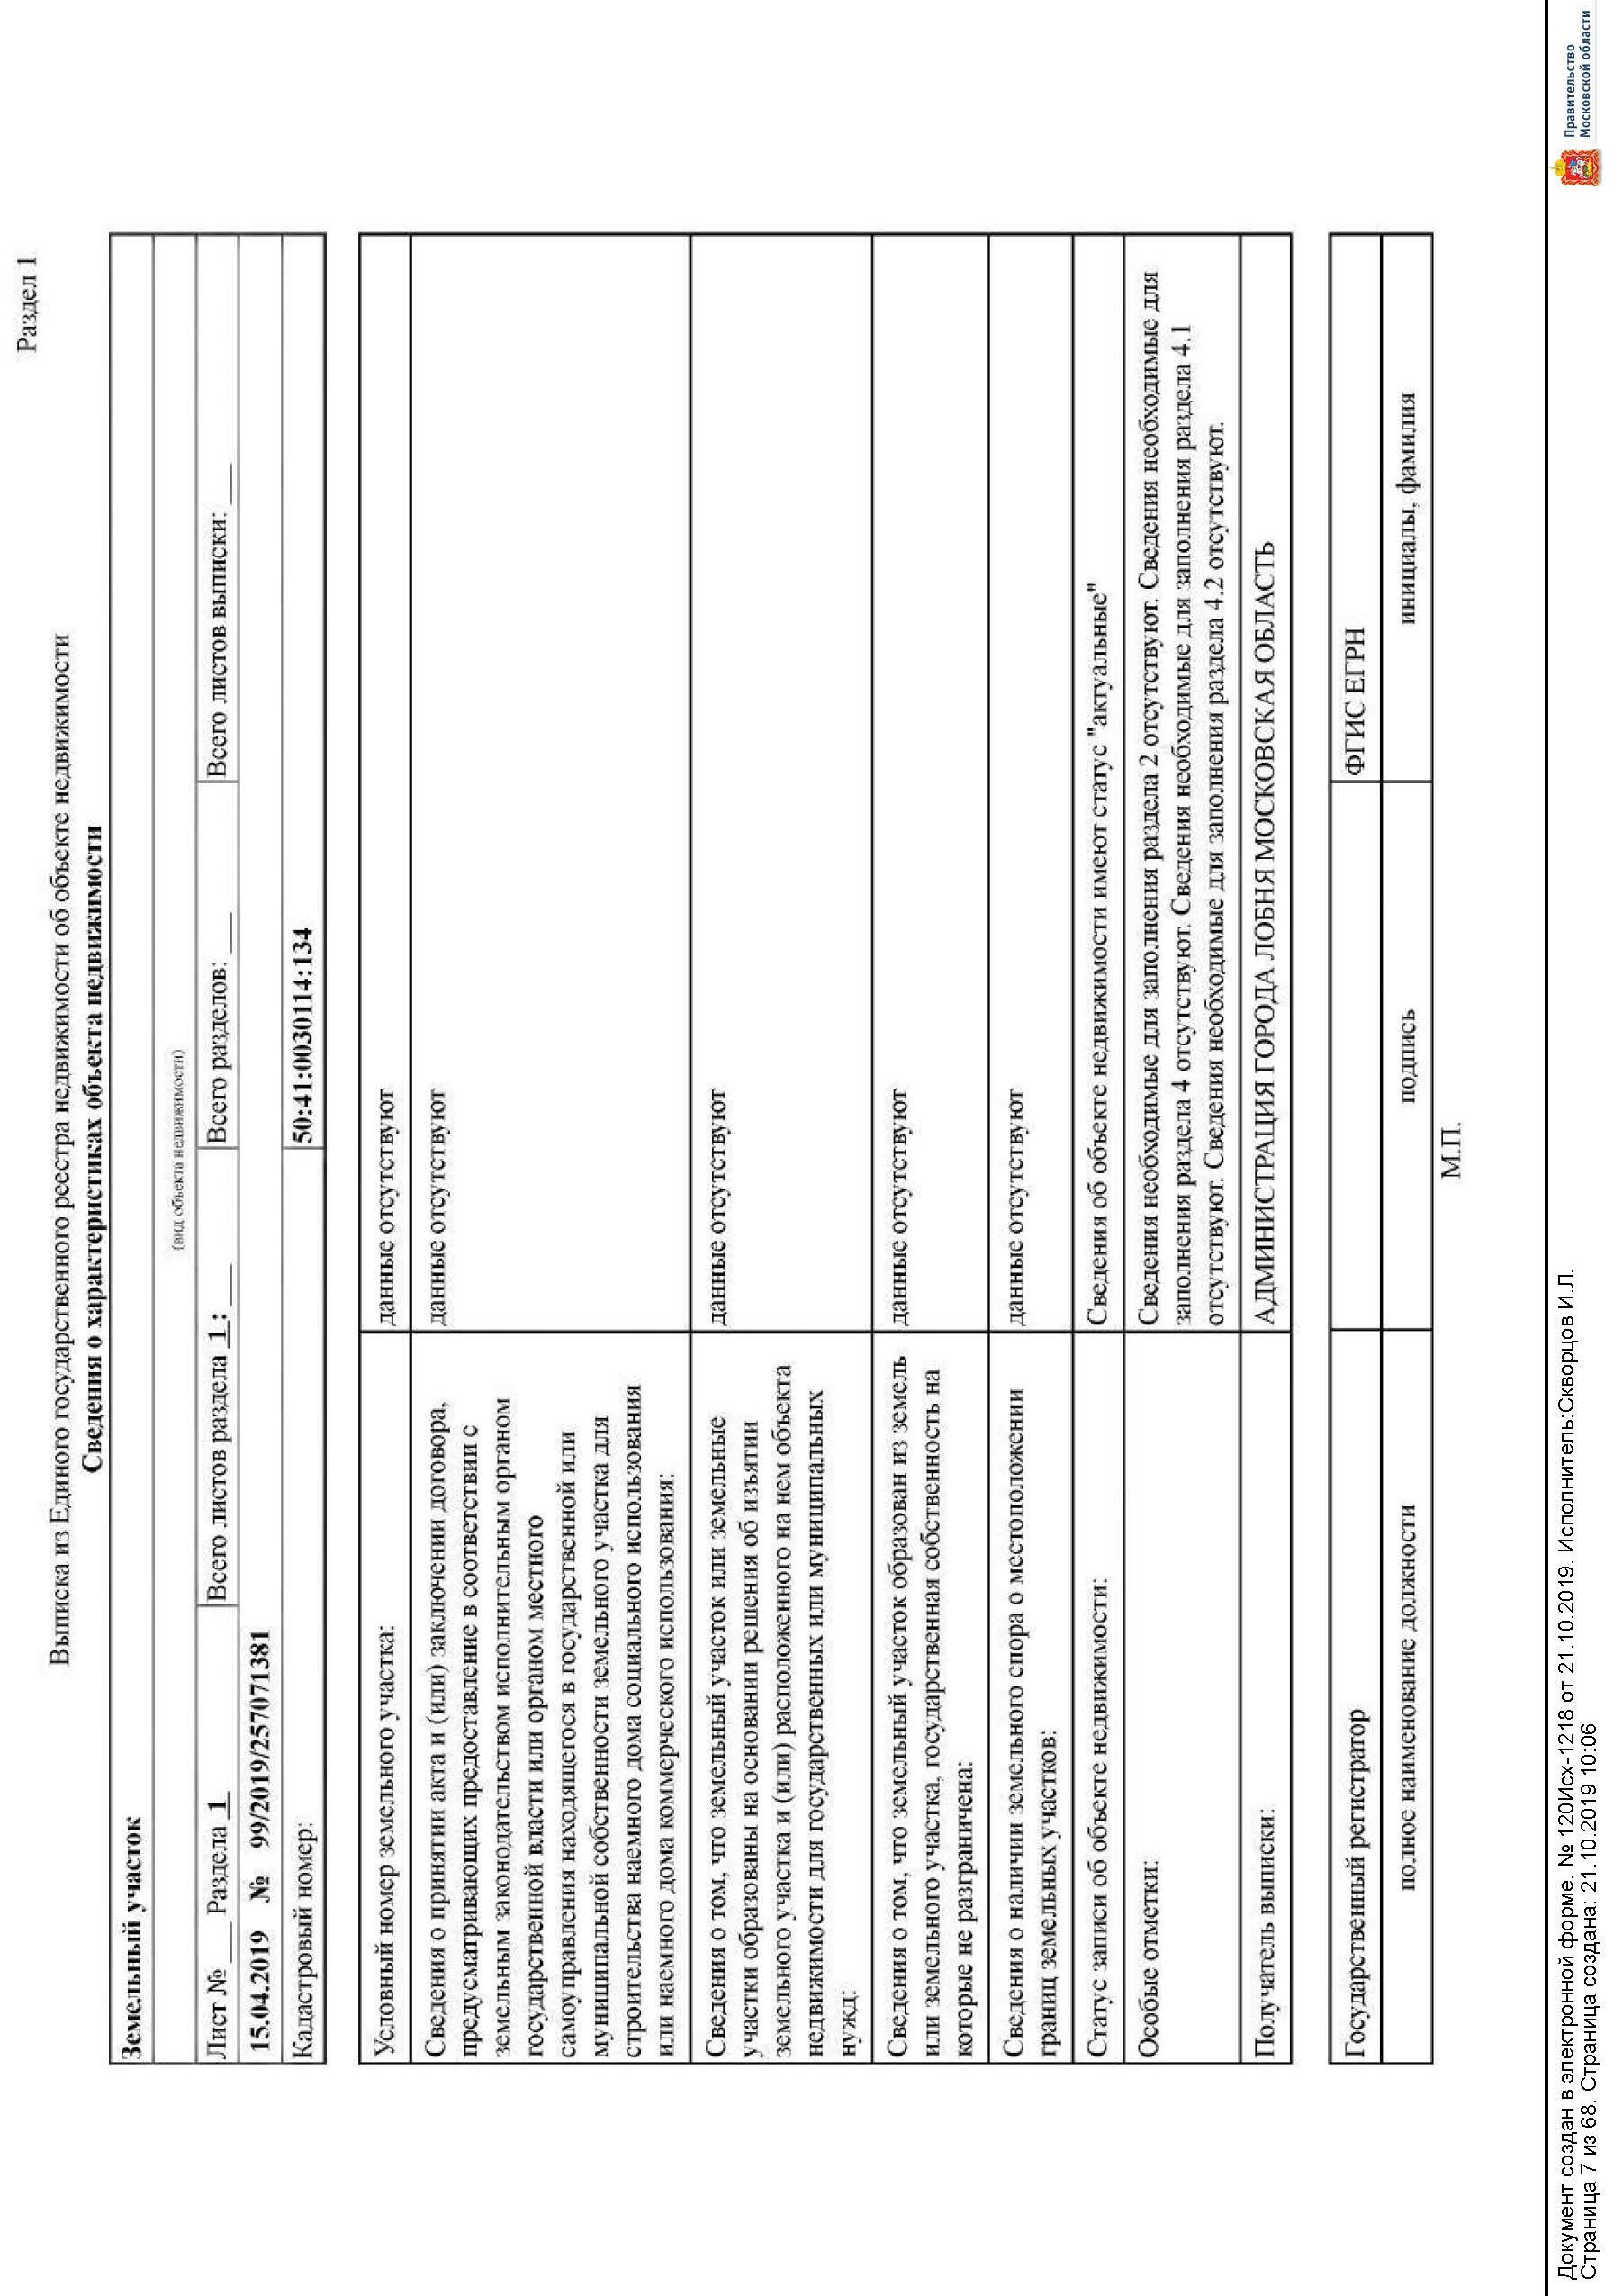 Раздел 1
Выписка из Единого государственного реестра недвижимости об объекте недвижимости
Сведения о характеристиках объекта недвижимости
Земельный участок
(вид объекта недвижимости)
Лист № ___ Раздела 1 Всего листов раздела 1 : ___ Всего разделов: ___ Всего листов выписки: ___
15.04.2019 № 99/2019/257071381
Кадастровый номер: 50:41:0030114:134
Условный номер земельного участка: данные отсутствуют
Сведения о принятии акта и (или) заключении договора, данные отсутствуют
предусматривающих предоставление в соответствии с
земельным законодательством исполнительным органом
государственной власти или органом местного
самоуправления находящегося в государственной или
муниципальной собственности земельного участка для
строительства наемного дома социального использования
или наемного дома коммерческого использования:
Сведения о том, что земельный участок или земельные данные отсутствуют
участки образованы на основании решения об изъятии
земельного участка и (или) расположенного на нем объекта
недвижимости для государственных или муниципальных
нужд:
Сведения о том, что земельный участок образован из земель данные отсутствуют
или земельного участка, государственная собственность на
которые не разграничена:
Сведения о наличии земельного спора о местоположении данные отсутствуют
границ земельных участков:
Статус записи об объекте недвижимости: Сведения об объекте недвижимости имеют статус "актуальные"
Особые отметки: Сведения необходимые для заполнения раздела 2 отсутствуют. Сведения необходимые для
заполнения раздела 4 отсутствуют. Сведения необходимые для заполнения раздела 4.1
отсутствуют. Сведения необходимые для заполнения раздела 4.2 отсутствуют.
Получатель выписки: АДМИНИСТРАЦИЯ ГОРОДА ЛОБНЯ МОСКОВСКАЯ ОБЛАСТЬ
Государственный регистратор ФГИС ЕГРН
полное наименование должности подпись инициалы, фамилия
М.П.
Документ создан в электронной форме. № 120Исх-1218 от 21.10.2019. Исполнитель:Скворцов И.Л.
Страница 7 из 68. Страница создана: 21.10.2019 10:06
Правительство
Московской области